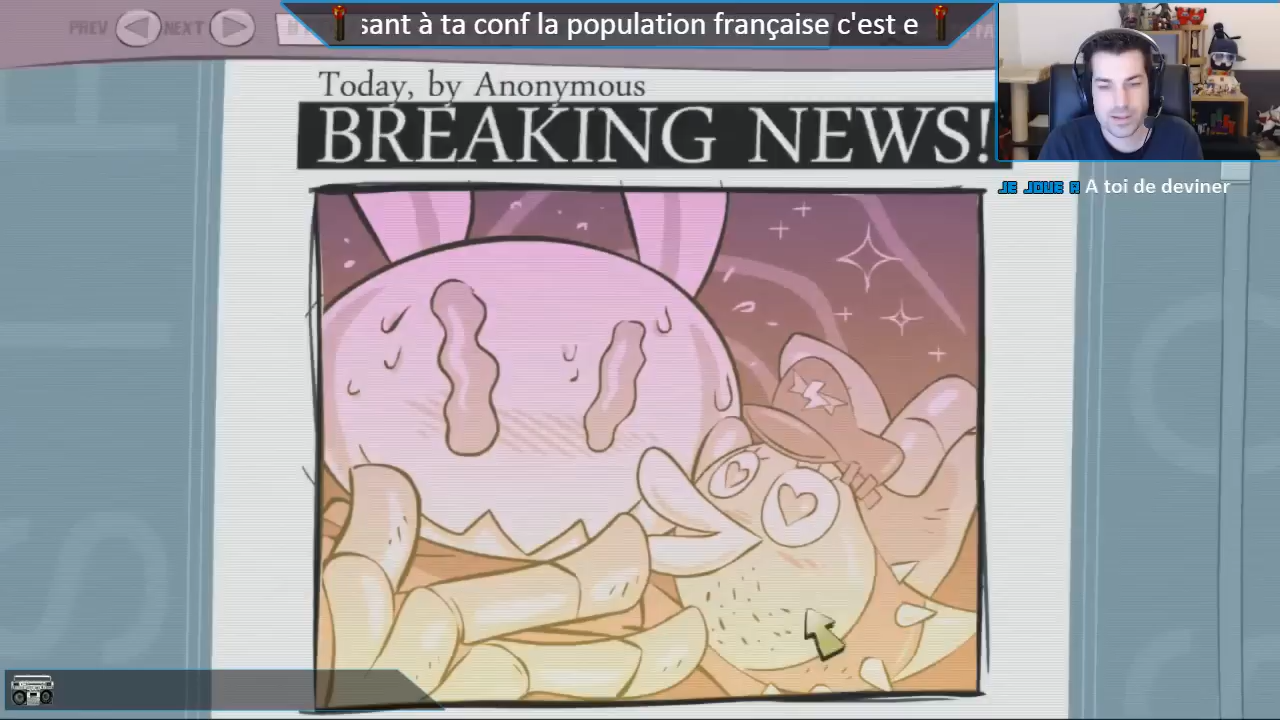 sant à ta conf la population française c'est e
PREV NEXT
Today, by Anonymous
BREAKING NEWS!
JE JOUE A A toi de deviner